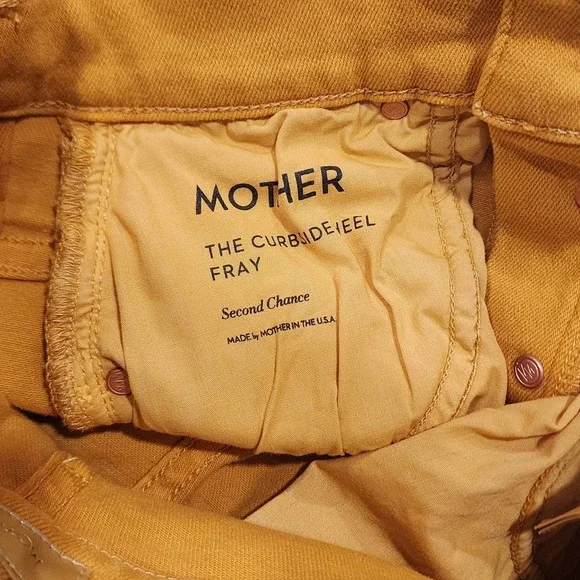 MOTHER
THE CURBSIDE HEEL
FRAY
Second Chance
MADE by MOTHER IN THE U.S.A.